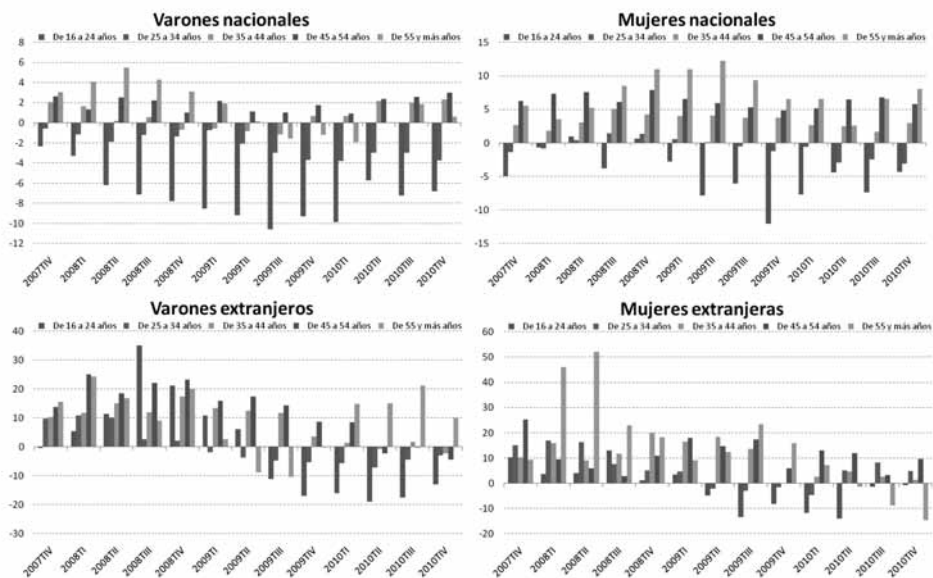 Varones nacionales
De 16 a 24 años De 25 a 34 años De 35 a 44 años De 45 a 54 años De 55 y más años
8
6
4
2
0
-2
-4
-6
-8
-10
-12
2007TIV 2008TI 2008TII 2008TIII 2008TIV 2009TI 2009TII 2009TIII 2009TIV 2010TI 2010TII 2010TIII 2010TIV
Mujeres nacionales
De 16 a 24 años De 25 a 34 años De 35 a 44 años De 45 a 54 años De 55 y más años
15
10
5
0
-5
-10
-15
2007TIV 2008TI 2008TII 2008TIII 2008TIV 2009TI 2009TII 2009TIII 2009TIV 2010TI 2010TII 2010TIII 2010TIV
Varones extranjeros
De 16 a 24 años De 25 a 34 años De 35 a 44 años De 45 a 54 años De 55 y más años
40
30
20
10
0
-10
-20
-30
2007TIV 2008TI 2008TII 2008TIII 2008TIV 2009TI 2009TII 2009TIII 2009TIV 2010TI 2010TII 2010TIII 2010TIV
Mujeres extranjeras
De 16 a 24 años De 25 a 34 años De 35 a 44 años De 45 a 54 años De 55 y más años
60
50
40
30
20
10
0
-10
-20
2007TIV 2008TI 2008TII 2008TIII 2008TIV 2009TI 2009TII 2009TIII 2009TIV 2010TI 2010TII 2010TIII 2010TIV